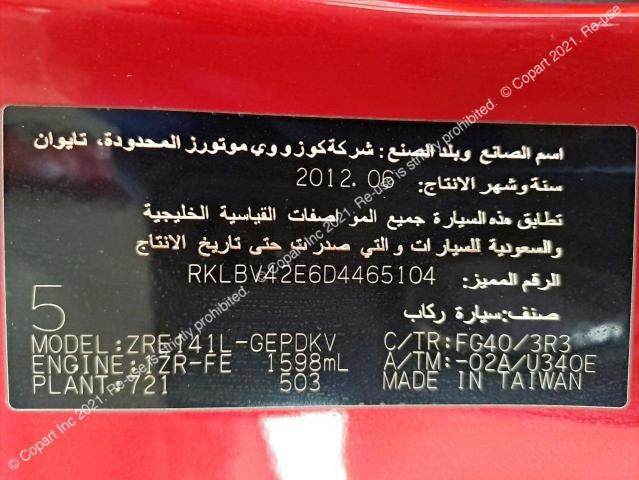 اسم الصانع وبلد الصنع: شركة كوزووي موتورز المحدودة، تايوان
سنة وشهر الانتاج: 2012.06
تطابق هذه السيارة جميع المواصفات القياسية الخليجية
والسعودية للسيارات والتي صدرت حتى تاريخ الانتاج
الرقم المميز: RKLBV42E6D4465104
صنف: سيارة ركاب
5
MODEL: 41L-GEPDKV C/TR: FG40/3R3
ENGINE: ZR-FE 1598mL A/TM: -02A/U340E
PLANT: 721 503 MADE IN TAIWAN
© Copart Inc 2021. Re-use is strictly prohibited.
© Copart 2021. Re-use